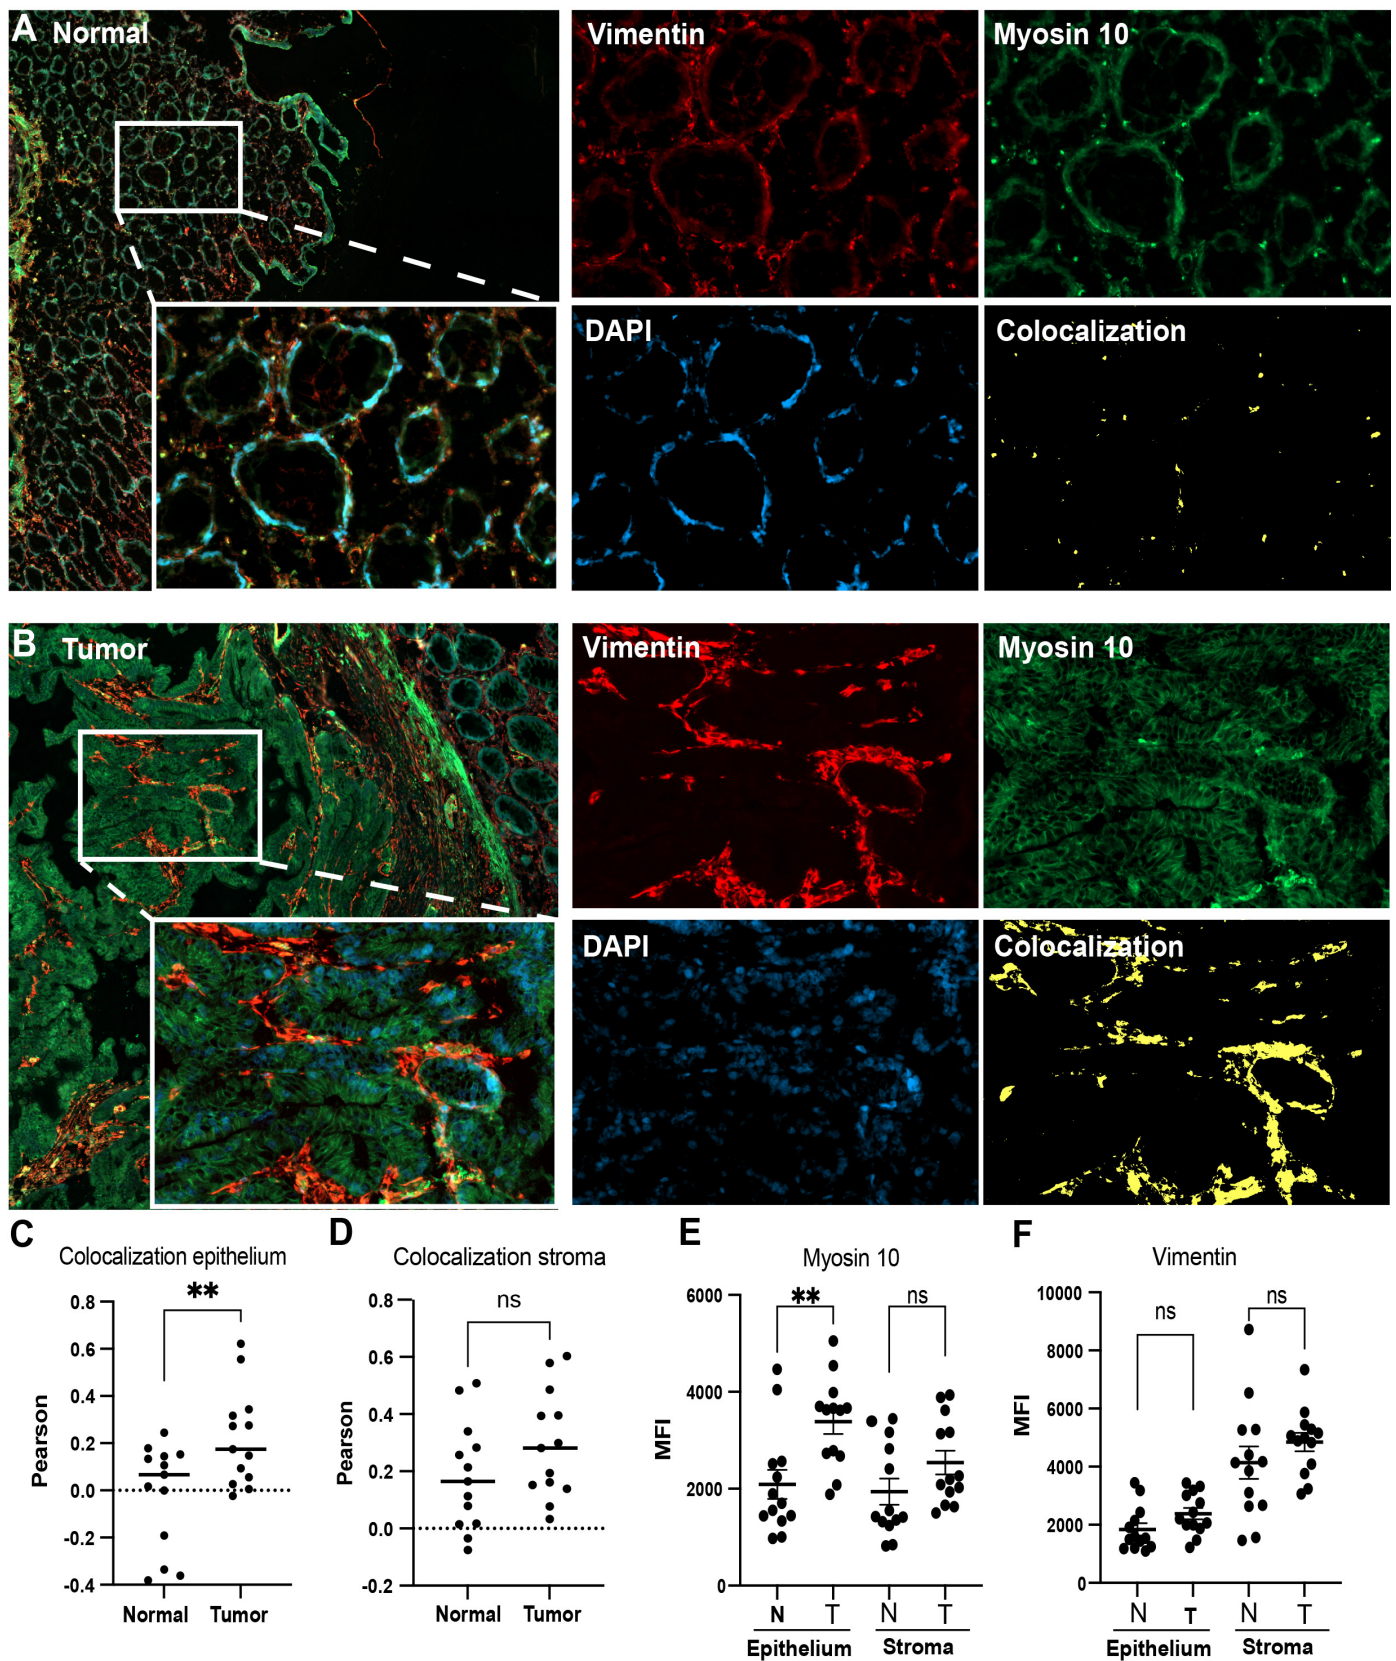 A Normal
Vimentin
Myosin 10
DAPI
Colocalization
B Tumor
Vimentin
Myosin 10
DAPI
Colocalization
C
Colocalization epithelium
**
0.8
0.6
0.4
0.2
0.0
-0.2
-0.4
Pearson
Normal Tumor
D
Colocalization stroma
ns
0.8
0.6
0.4
0.2
0.0
-0.2
Pearson
Normal Tumor
E
Myosin 10
** ns
6000
4000
2000
0
MFI
N T N T
Epithelium Stroma
F
Vimentin
ns ns
10000
8000
6000
4000
2000
0
MFI
N T N T
Epithelium Stroma